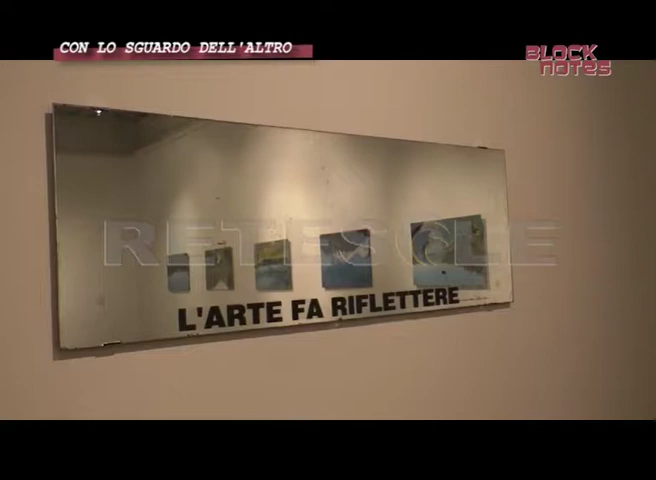 CON LO SGUARDO DELL'ALTRO
BLOCK
NOTES
RETESOLE
L'ARTE FA RIFLETTERE